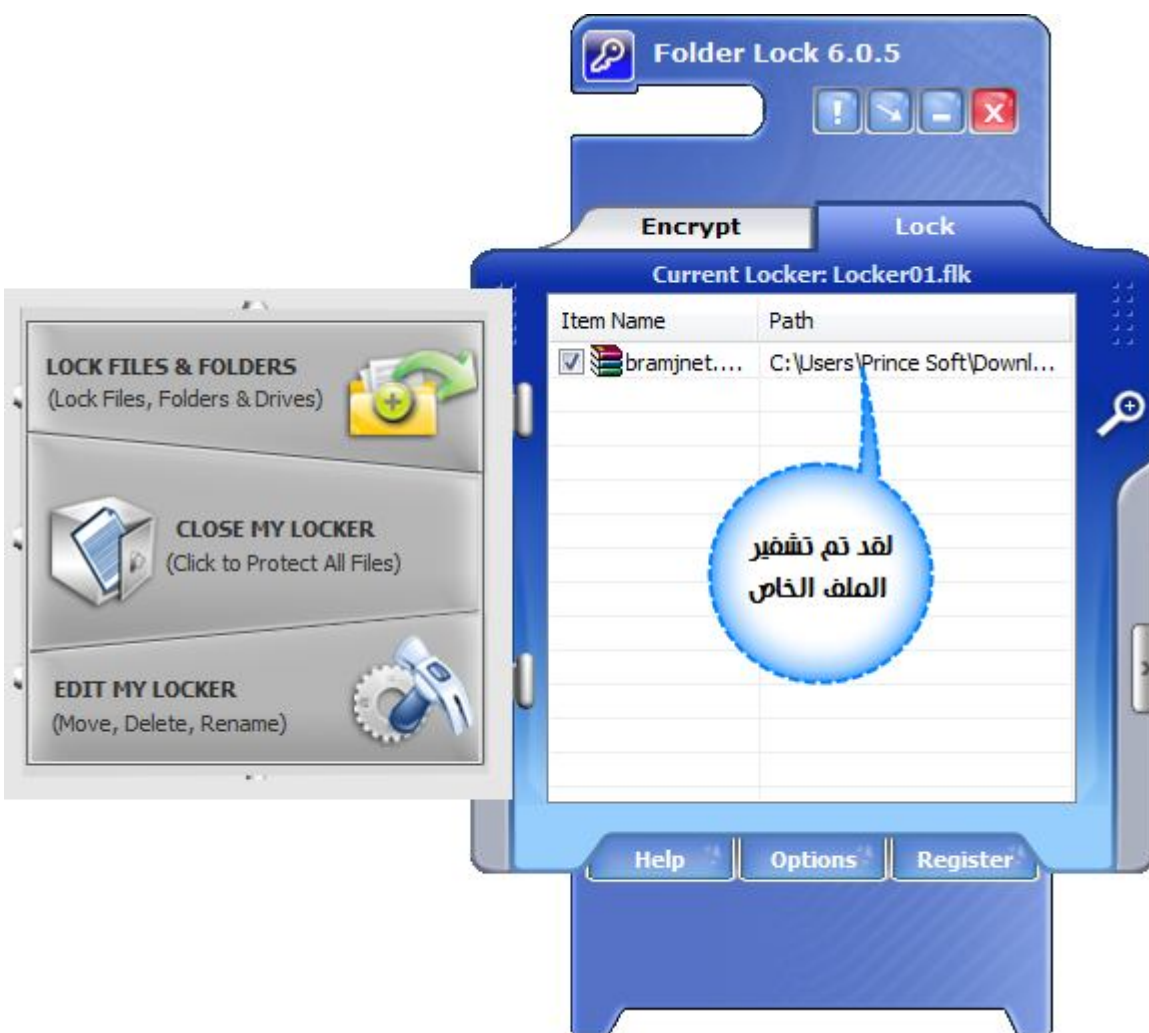 Folder Lock 6.0.5
Encrypt
Lock
Current Locker: Locker01.flk
Item Name
Path
bramjnet....
C:\Users\Prince Soft\Downl...
لقد تم تشفير
الملف الخاص
LOCK FILES & FOLDERS
(Lock Files, Folders & Drives)
CLOSE MY LOCKER
(Click to Protect All Files)
EDIT MY LOCKER
(Move, Delete, Rename)
Help
Options
Register